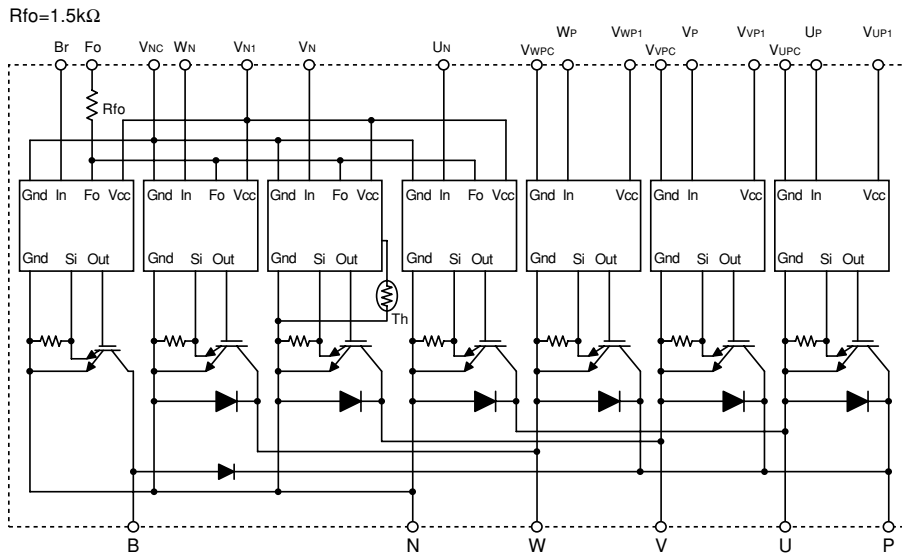 Rfo=1.5kΩ
Br Fo VNC WN VN1 VN UN VWPC WP VWP1 VVPC VP VVP1 VUPC UP VUP1
Rfo
Gnd In Fo Vcc Gnd In Fo Vcc Gnd In Fo Vcc Gnd In Fo Vcc Gnd In Vcc Gnd In Vcc Gnd In Vcc
Gnd Si Out Gnd Si Out Gnd Si Out Gnd Si Out Gnd Si Out Gnd Si Out Gnd Si Out
Th
B N W V U P